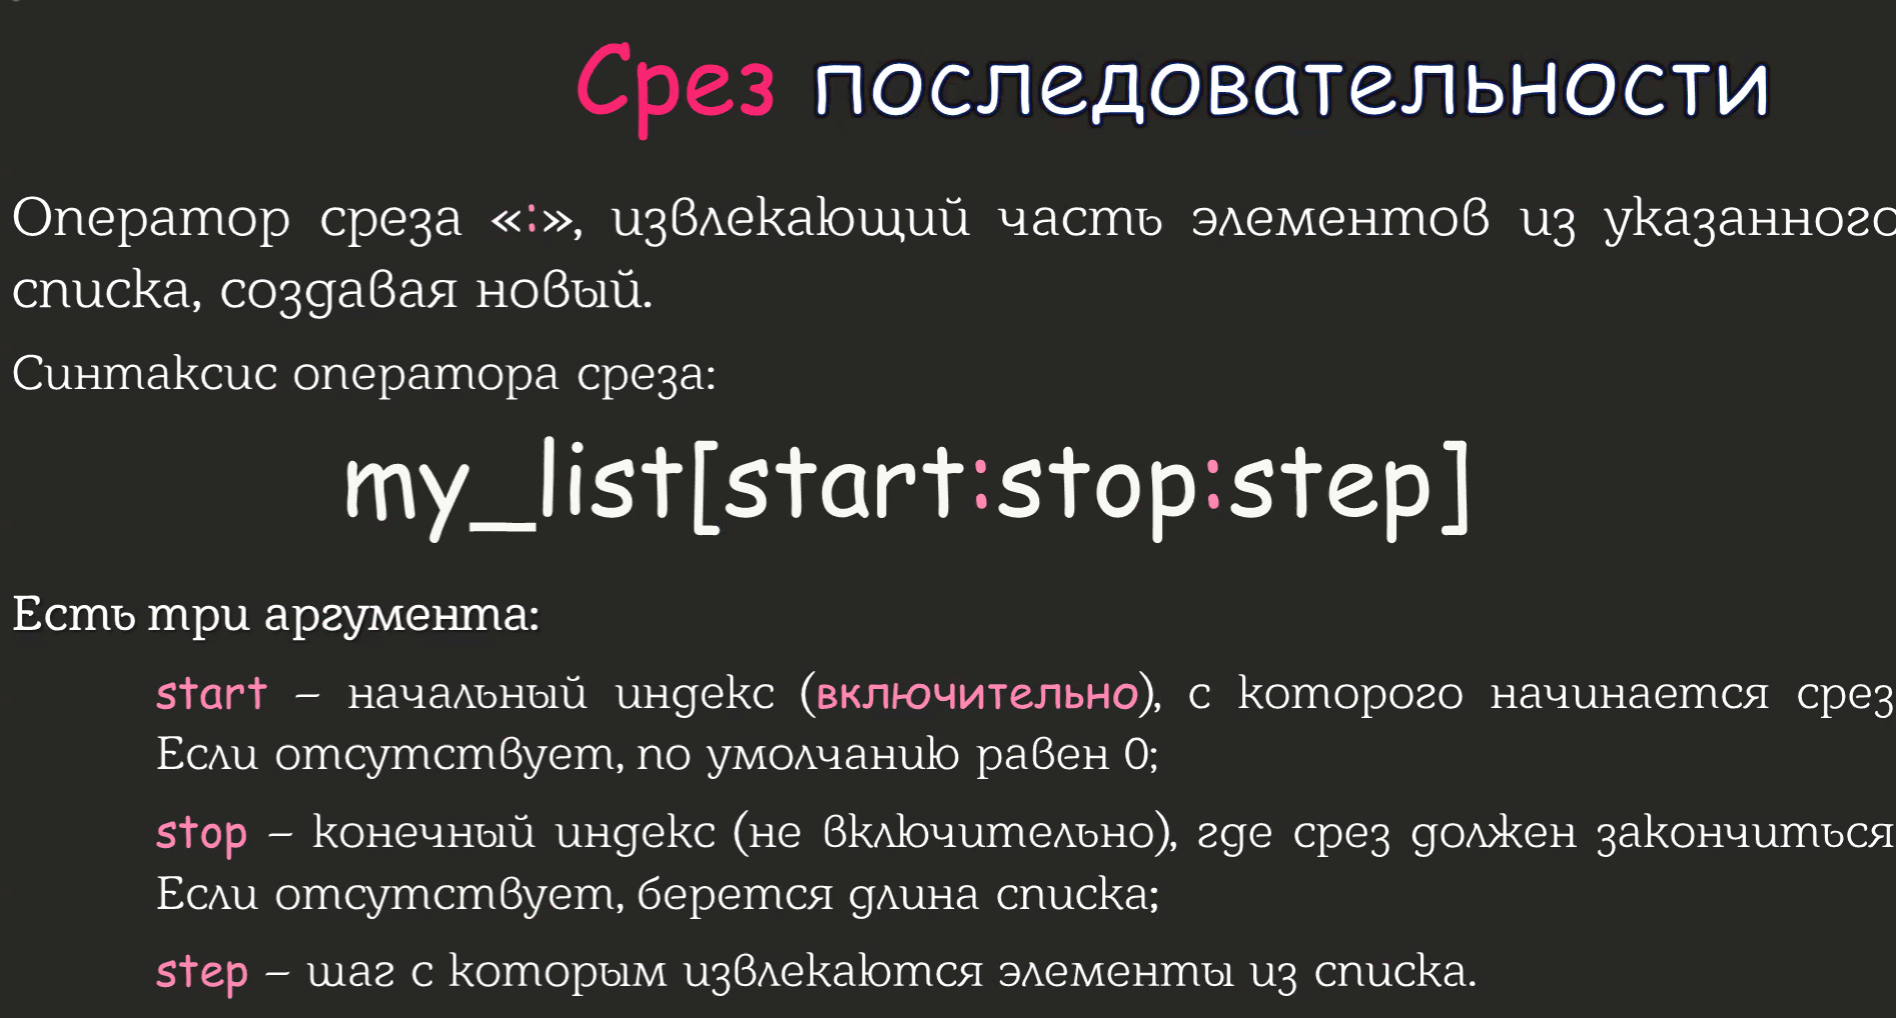 Срез последовательности
Оператор среза «:», извлекающий часть элементов из указанного
списка, создавая новый.
Синтаксис оператора среза:
my_list[start:stop:step]
Есть три аргумента:
start – начальный индекс (включительно), с которого начинается срез
Если отсутствует, по умолчанию равен 0;
stop – конечный индекс (не включительно), где срез должен закончиться
Если отсутствует, берется длина списка;
step – шаг с которым извлекаются элементы из списка.